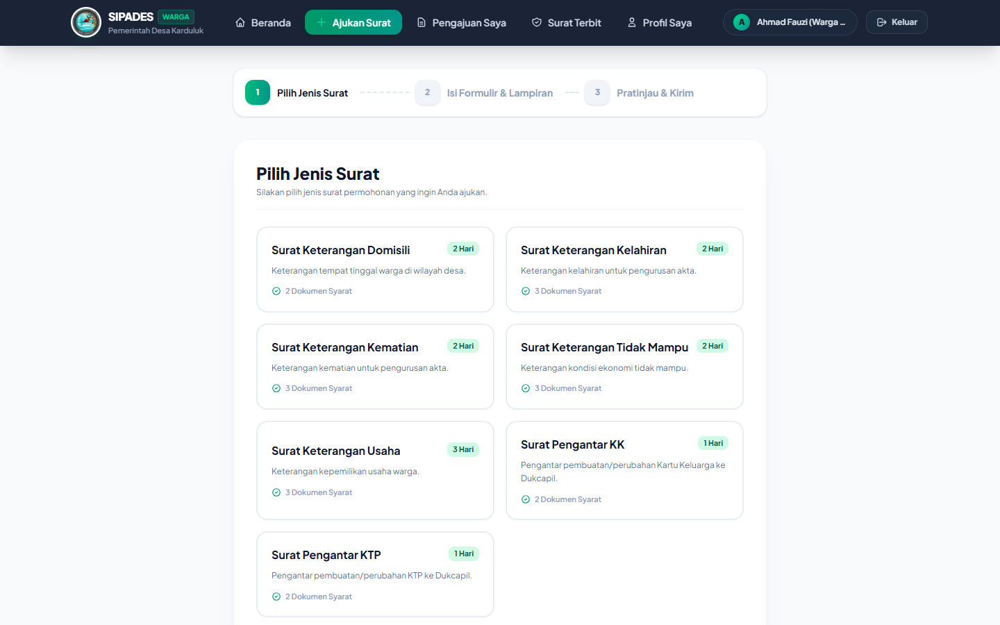 SIPADES WARGA
Pemerintah Desa Karduluk
Beranda
Ajukan Surat
Pengajuan Saya
Surat Terbit
Profil Saya
A Ahmad Fauzi (Warga ...
Keluar
1 Pilih Jenis Surat
2 Isi Formulir & Lampiran
3 Pratinjau & Kirim
Pilih Jenis Surat
Silakan pilih jenis surat permohonan yang ingin Anda ajukan.
Surat Keterangan Domisili 2 Hari
Keterangan tempat tinggal warga di wilayah desa.
2 Dokumen Syarat
Surat Keterangan Kelahiran 2 Hari
Keterangan kelahiran untuk pengurusan akta.
3 Dokumen Syarat
Surat Keterangan Kematian 2 Hari
Keterangan kematian untuk pengurusan akta.
3 Dokumen Syarat
Surat Keterangan Tidak Mampu 2 Hari
Keterangan kondisi ekonomi tidak mampu.
3 Dokumen Syarat
Surat Keterangan Usaha 3 Hari
Keterangan kepemilikan usaha warga.
3 Dokumen Syarat
Surat Pengantar KK 1 Hari
Pengantar pembuatan/perubahan Kartu Keluarga ke
Dukcapil.
2 Dokumen Syarat
Surat Pengantar KTP 1 Hari
Pengantar pembuatan/perubahan KTP ke Dukcapil.
2 Dokumen Syarat